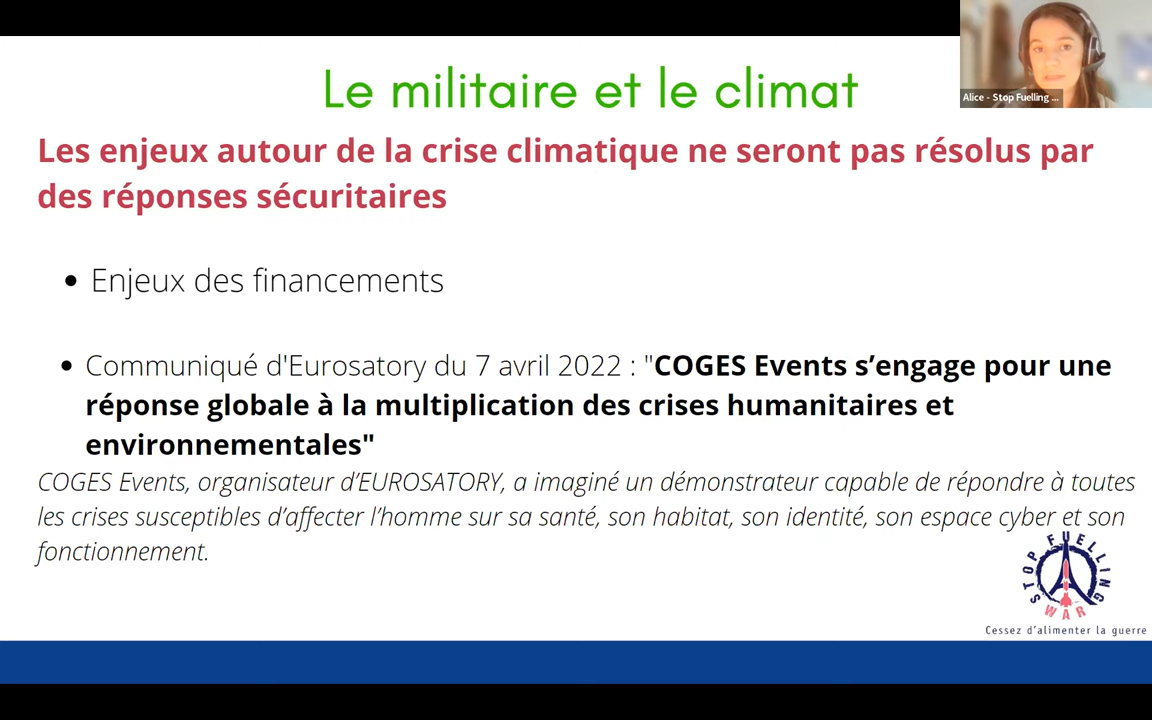 Le militaire et le climat
Alice - Stop Fuelling ...
Les enjeux autour de la crise climatique ne seront pas résolus par
des réponses sécuritaires
• Enjeux des financements
• Communiqué d'Eurosatory du 7 avril 2022 : "COGES Events s’engage pour une
réponse globale à la multiplication des crises humanitaires et
environnementales"
COGES Events, organisateur d’EUROSATORY, a imaginé un démonstrateur capable de répondre à toutes
les crises susceptibles d’affecter l’homme sur sa santé, son habitat, son identité, son espace cyber et son
fonctionnement.
STOP FUELLING
WAR
Cessez d’alimenter la guerre